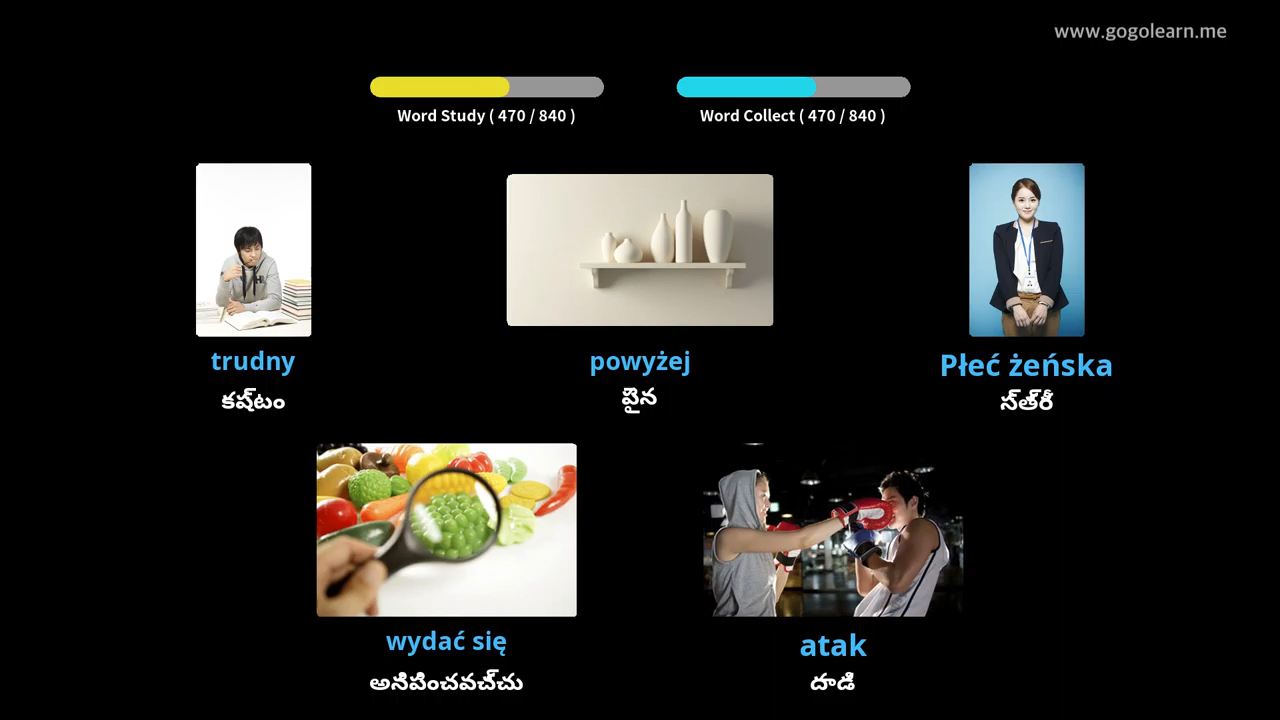 www.gogolearn.me
Word Study ( 470 / 840 )
Word Collect ( 470 / 840 )
trudny
కష్టం
powyżej
పైన
Płeć żeńska
స్త్రీ
wydać się
అనిపించవచ్చు
atak
దాడి